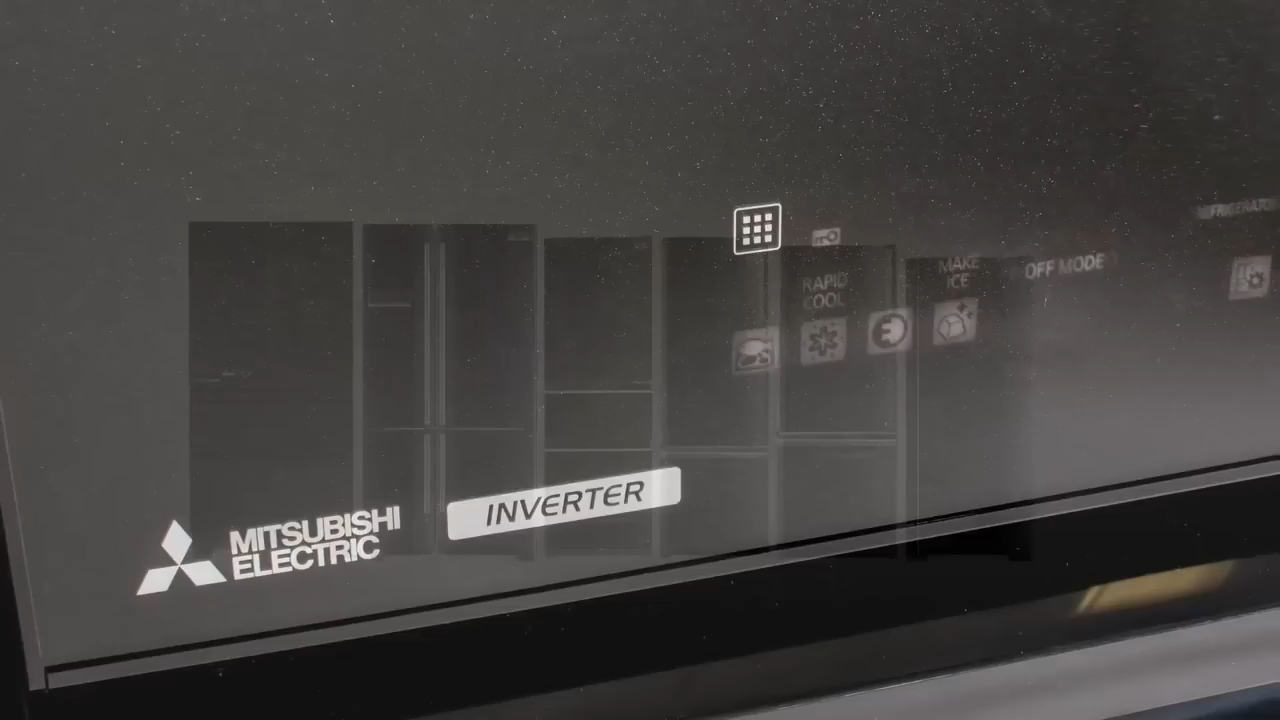 RAPID
COOL
MAKE
ICE
OFF MODE
MITSUBISHI
ELECTRIC
INVERTER